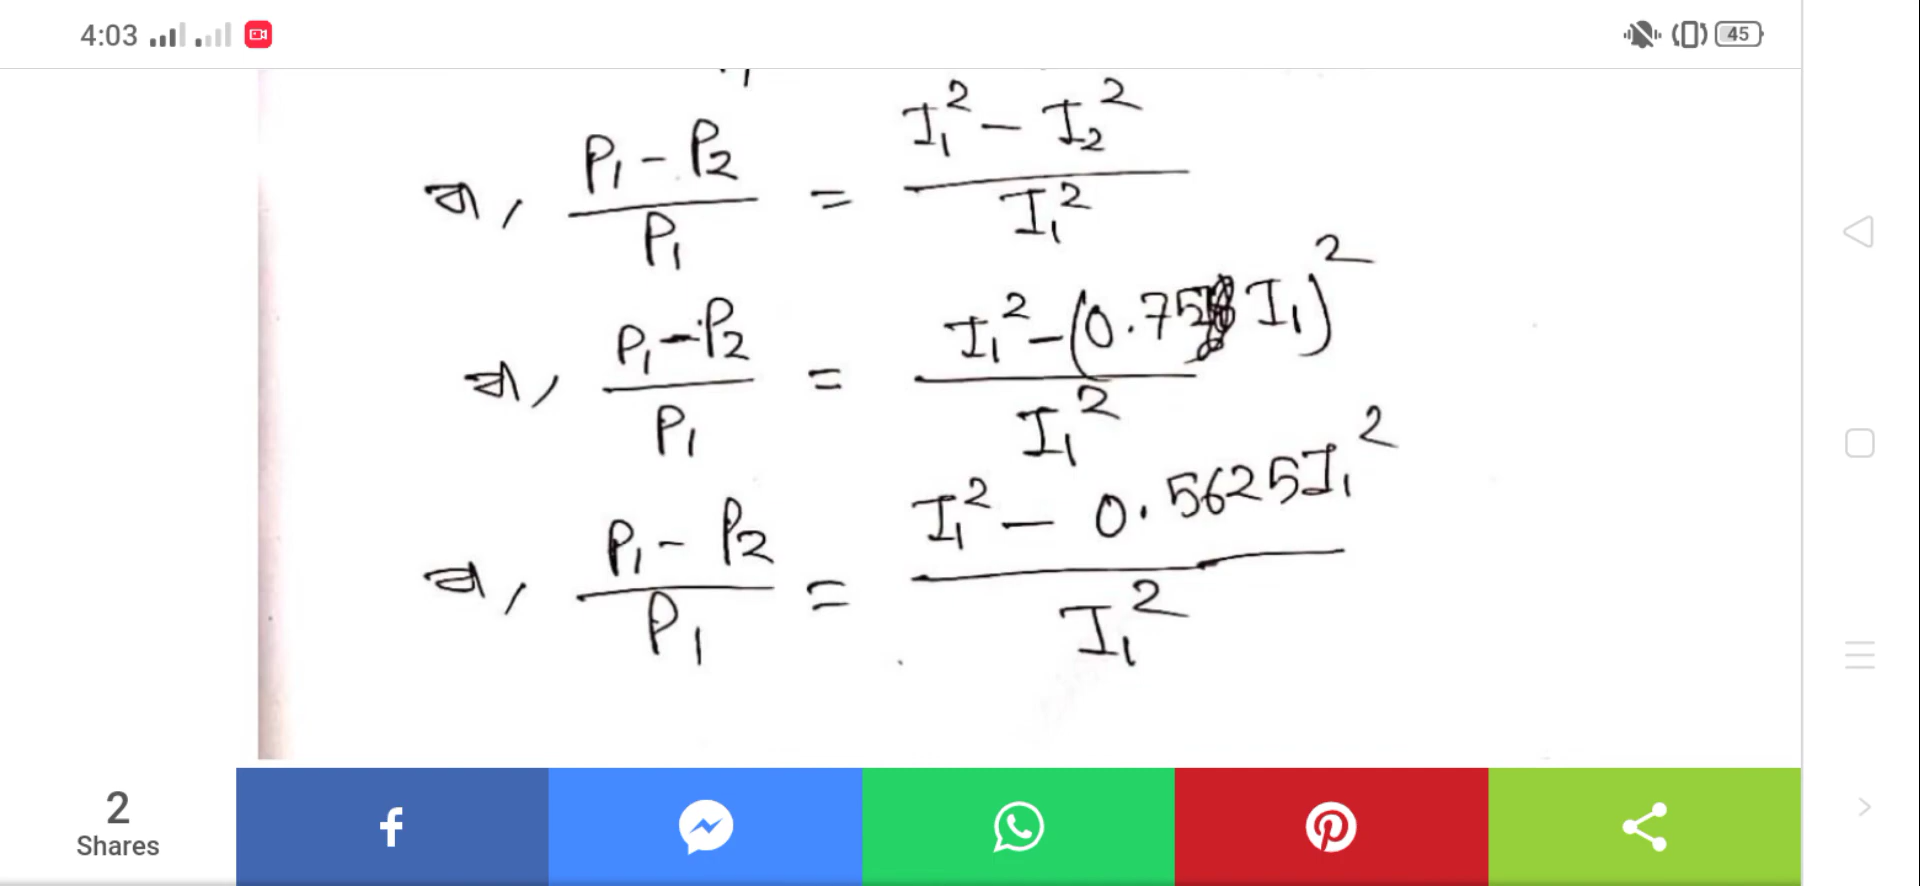 4:03 45
বা, P₁ - P₂ / P₁ = I₁² - I₂² / I₁²
বা, P₁ - P₂ / P₁ = I₁² - (0.75 I₁)² / I₁²
বা, P₁ - P₂ / P₁ = I₁² - 0.5625I₁² / I₁²
2
Shares